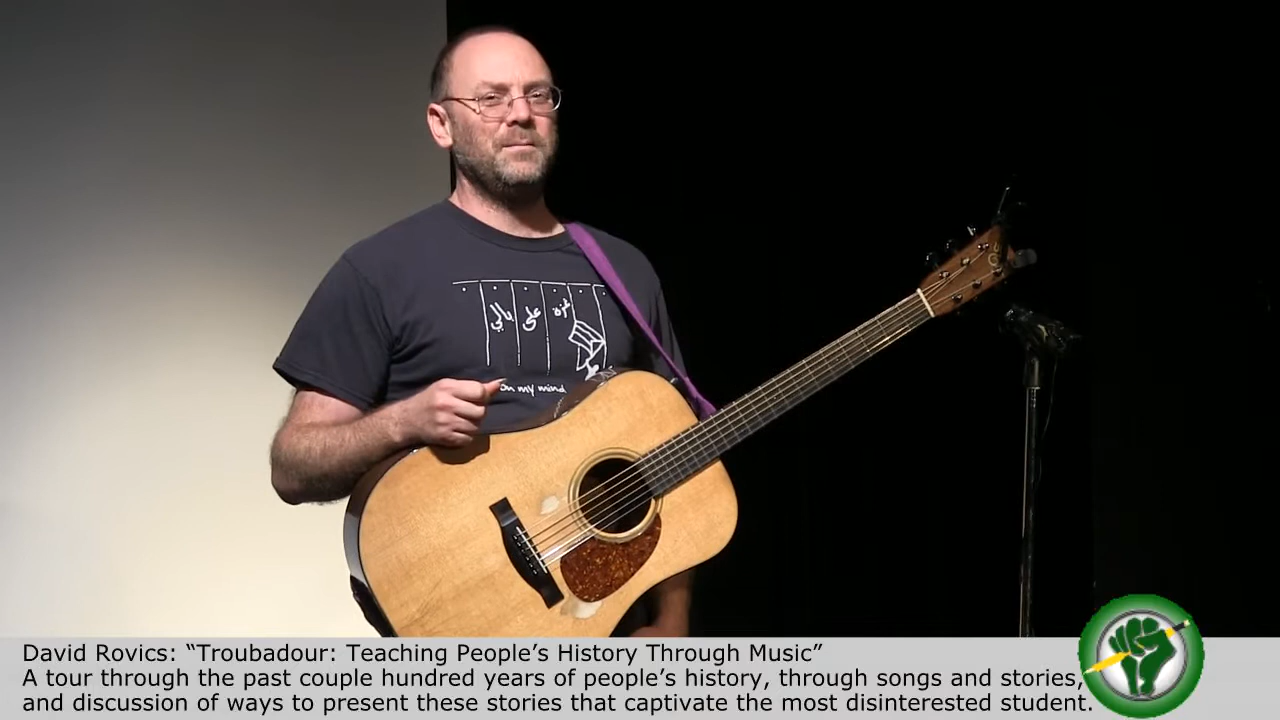 غزة على بالي
on my mind
David Rovics: “Troubadour: Teaching People’s History Through Music”
A tour through the past couple hundred years of people’s history, through songs and stories,
and discussion of ways to present these stories that captivate the most disinterested student.